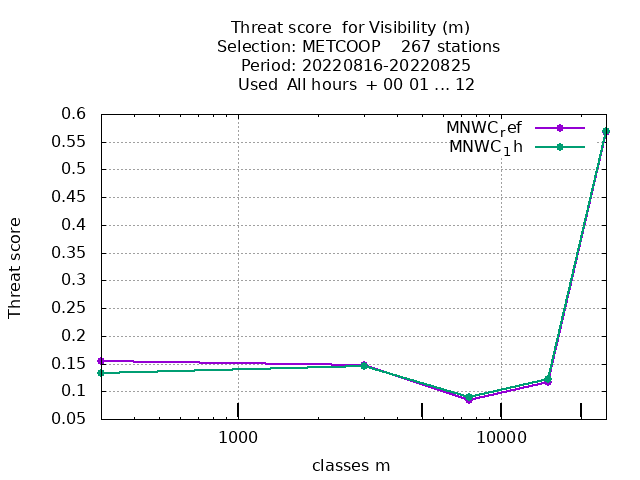 Threat score  for Visibility (m)
Selection: METCOOP    267 stations
Period: 20220816-20220825
Used  All hours  + 00 01 ... 12
MNWCref
MNWC1h
0.6
0.55
0.5
0.45
0.4
0.35
0.3
0.25
0.2
0.15
0.1
0.05
Threat score
1000
10000
classes m